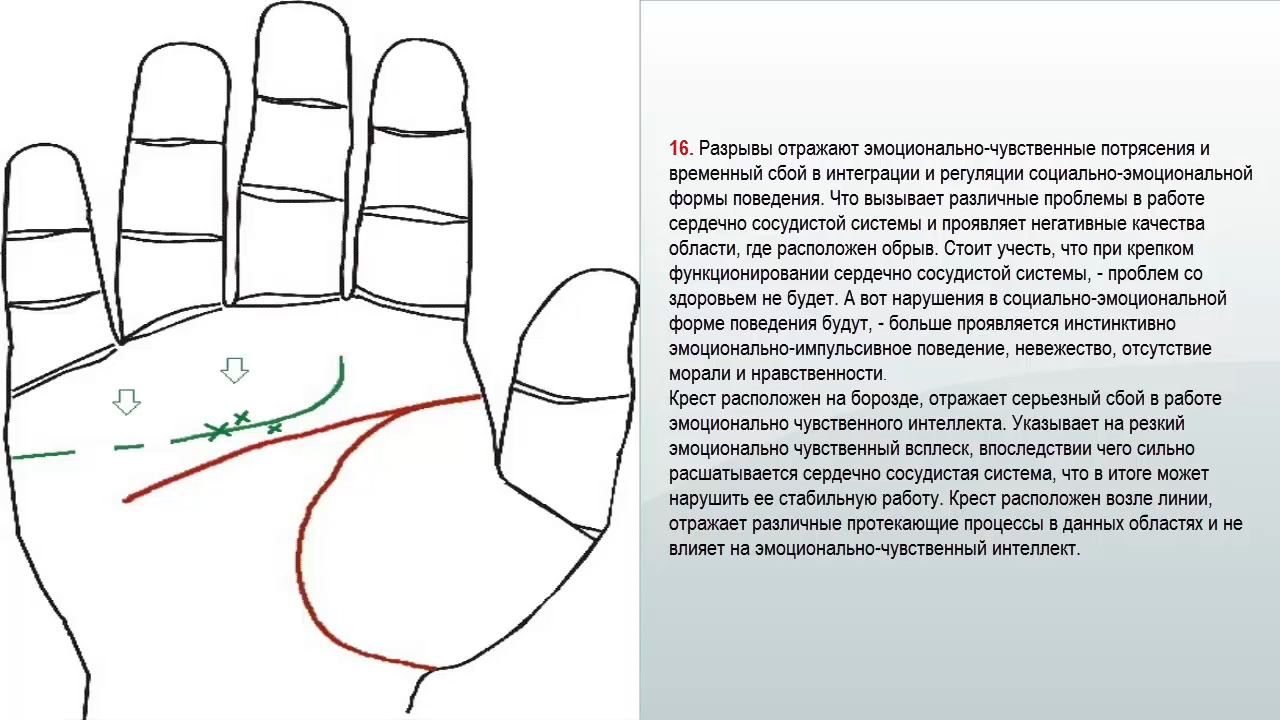 16. Разрывы отражают эмоционально-чувственные потрясения и
временный сбой в интеграции и регуляции социально-эмоциональной
формы поведения. Что вызывает различные проблемы в работе
сердечно сосудистой системы и проявляет негативные качества
области, где расположен обрыв. Стоит учесть, что при крепком
функционировании сердечно сосудистой системы, - проблем со
здоровьем не будет. А вот нарушения в социально-эмоциональной
форме поведения будут, - больше проявляется инстинктивно
эмоционально-импульсивное поведение, невежество, отсутствие
морали и нравственности.
Крест расположен на борозде, отражает серьезный сбой в работе
эмоционально чувственного интеллекта. Указывает на резкий
эмоционально чувственный всплеск, впоследствии чего сильно
расшатывается сердечно сосудистая система, что в итоге может
нарушить ее стабильную работу. Крест расположен возле линии,
отражает различные протекающие процессы в данных областях и не
влияет на эмоционально-чувственный интеллект.